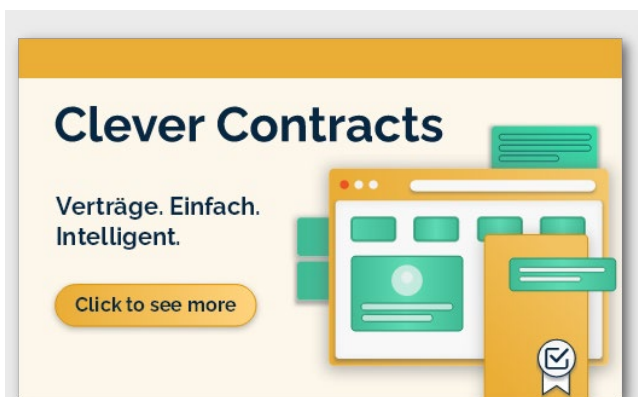 Clever Contracts
Verträge. Einfach.
Intelligent.
Click to see more